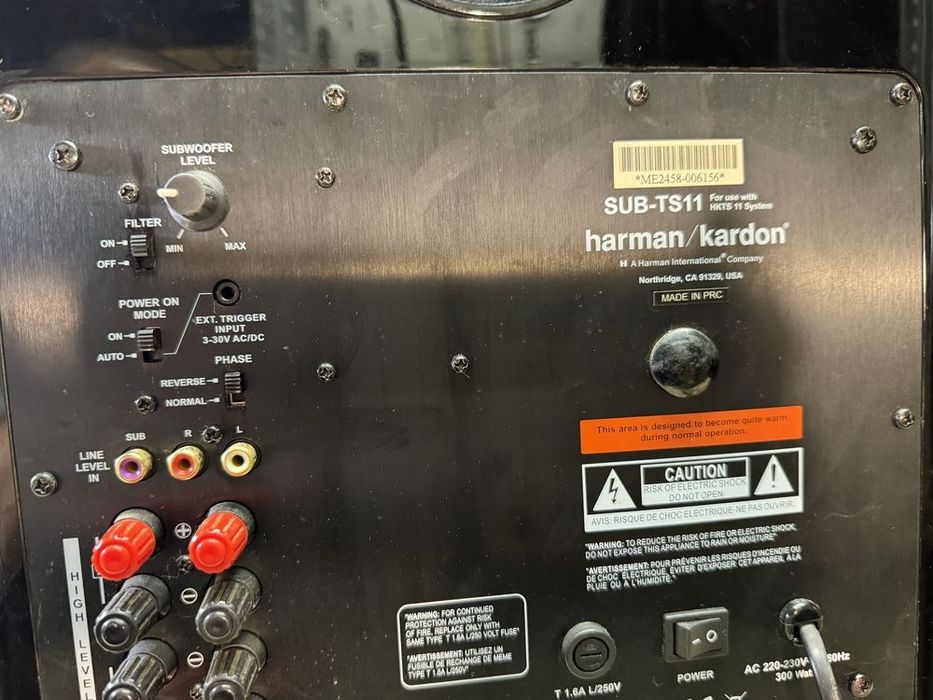 SUBWOOFER
LEVEL
MIN
MAX
FILTER
ON
OFF
POWER ON
MODE
ON
AUTO
EXT. TRIGGER
INPUT
3-30V AC/DC
PHASE
REVERSE
NORMAL
SUB
R
L
LINE
LEVEL
IN
HIGH LEVEL
*ME2458-006156*
SUB-TS11 For use with
HKTS 11 System
harman/kardon®
H A Harman International® Company
Northridge, CA 91329, USA
MADE IN PRC
This area is designed to become quite warm
during normal operation.
CAUTION
RISK OF ELECTRIC SHOCK
DO NOT OPEN
AVIS: RISQUE DE CHOC ELECTRIQUE-NE PAS OUVRIR.
"WARNING: TO REDUCE THE RISK OF FIRE OR ELECTRIC SHOCK,
DO NOT EXPOSE THIS APPLIANCE TO RAIN OR MOISTURE"
"AVERTISSEMENT: POUR PRÉVENIR LES RISQUES D'INCENDIE OU
DE CHOC ÉLECTRIQUE, ÉVITER D'EXPOSER CET APPAREIL A LA
PLUIE OU À L'HUMIDITÉ."
"WARNING: FOR CONTINUED
PROTECTION AGAINST RISK
OF FIRE, REPLACE ONLY WITH
SAME TYPE T 1.6A L/250 VOLT FUSE"
"AVERTISSEMENT: UTILISEZ UN
FUSIBLE DE RECHANGE DE MEME
TYPE T 1.6A L/250V"
T 1.6A L/250V
POWER
AC 220-230V 60Hz
300 Wat